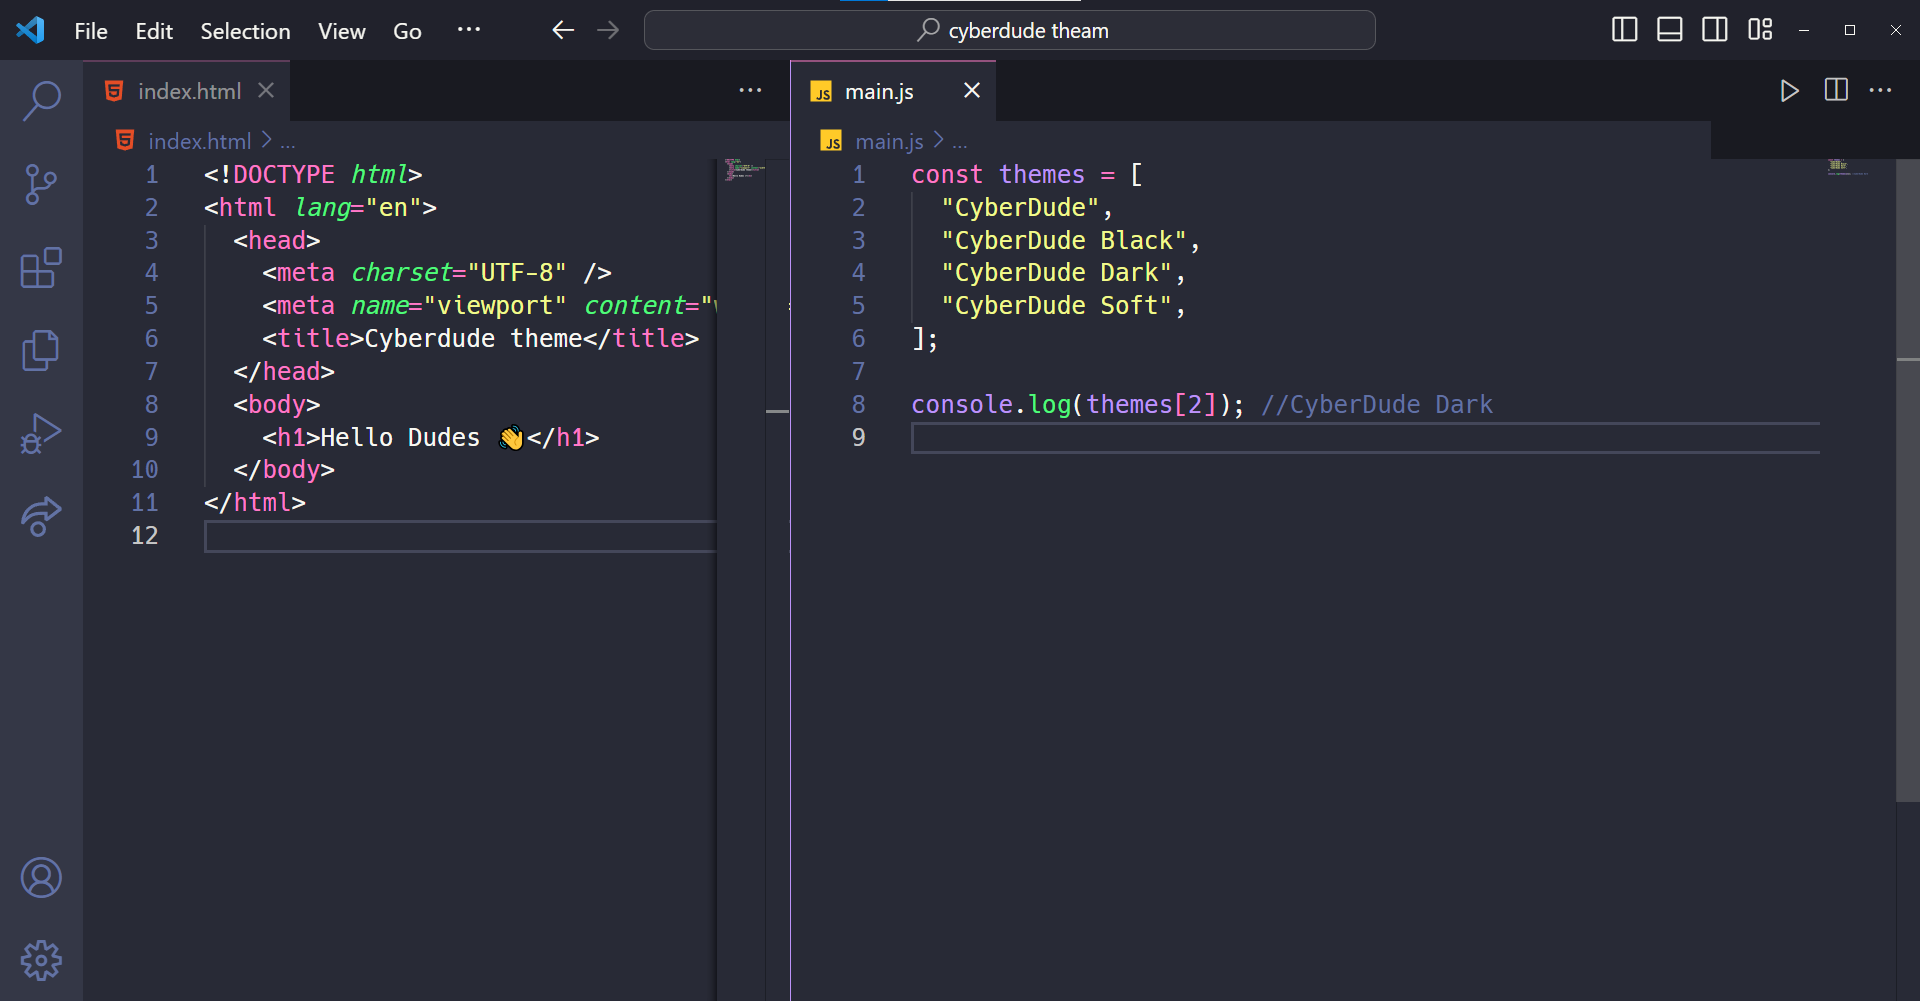 File Edit Selection View Go ··· cyberdude theam
index.html
index.html > ...
1 <!DOCTYPE html>
2 <html lang="en">
3 <head>
4 <meta charset="UTF-8" />
5 <meta name="viewport" content="
6 <title>Cyberdude theme</title>
7 </head>
8 <body>
9 <h1>Hello Dudes 👋</h1>
10 </body>
11 </html>
12
JS main.js
JS main.js > ...
1 const themes = [
2 "CyberDude",
3 "CyberDude Black",
4 "CyberDude Dark",
5 "CyberDude Soft",
6 ];
7
8 console.log(themes[2]); //CyberDude Dark
9